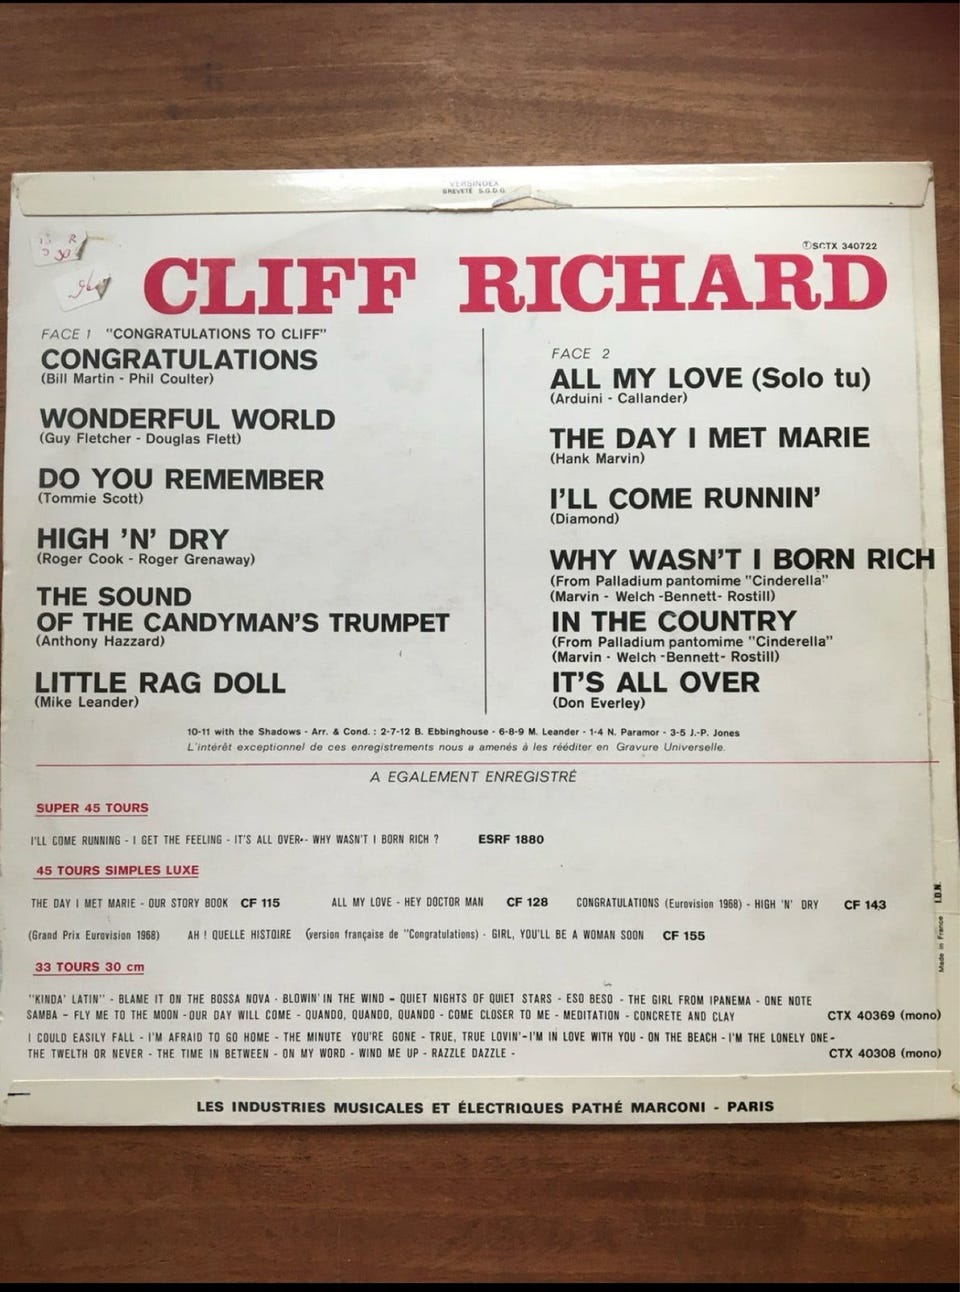 VERSINDEX
BREVETÉ S.G.D.G.
SCTX 340722
CLIFF RICHARD
FACE 1 "CONGRATULATIONS TO CLIFF"
CONGRATULATIONS
(Bill Martin - Phil Coulter)
WONDERFUL WORLD
(Guy Fletcher - Douglas Flett)
DO YOU REMEMBER
(Tommie Scott)
HIGH 'N' DRY
(Roger Cook - Roger Grenaway)
THE SOUND
OF THE CANDYMAN'S TRUMPET
(Anthony Hazzard)
LITTLE RAG DOLL
(Mike Leander)
FACE 2
ALL MY LOVE (Solo tu)
(Arduini - Callander)
THE DAY I MET MARIE
(Hank Marvin)
I'LL COME RUNNIN'
(Diamond)
WHY WASN'T I BORN RICH
(From Palladium pantomime "Cinderella"
(Marvin - Welch -Bennett- Rostill)
IN THE COUNTRY
(From Palladium pantomime "Cinderella"
(Marvin - Welch -Bennett- Rostill)
IT'S ALL OVER
(Don Everley)
10-11 with the Shadows - Arr. & Cond. : 2-7-12 B. Ebbinghouse - 6-8-9 M. Leander - 1-4 N. Paramor - 3-5 J.-P. Jones
L'intérêt exceptionnel de ces enregistrements nous a amenés à les rééditer en Gravure Universelle.
A EGALEMENT ENREGISTRÉ
SUPER 45 TOURS
I'LL COME RUNNING - I GET THE FEELING - IT'S ALL OVER-- WHY WASN'T I BORN RICH ? ESRF 1880
45 TOURS SIMPLES LUXE
THE DAY I MET MARIE - OUR STORY BOOK CF 115 ALL MY LOVE - HEY DOCTOR MAN CF 128 CONGRATULATIONS (Eurovision 1968) - HIGH 'N' DRY CF 143
(Grand Prix Eurovision 1968) AH ! QUELLE HISTOIRE (version française de "Congratulations) - GIRL, YOU'LL BE A WOMAN SOON CF 155
33 TOURS 30 cm
"KINDA' LATIN" - BLAME IT ON THE BOSSA NOVA - BLOWIN' IN THE WIND - QUIET NIGHTS OF QUIET STARS - ESO BESO - THE GIRL FROM IPANEMA - ONE NOTE
SAMBA - FLY ME TO THE MOON -OUR DAY WILL COME - QUANDO, QUANDO, QUANDO - COME CLOSER TO ME - MEDITATION - CONCRETE AND CLAY CTX 40369 (mono)
I COULD EASILY FALL - I'M AFRAID TO GO HOME - THE MINUTE YOU'RE GONE - TRUE, TRUE LOVIN'-I'M IN LOVE WITH YOU - ON THE BEACH - I'M THE LONELY ONE-
THE TWELTH OR NEVER - THE TIME IN BETWEEN - ON MY WORD - WIND ME UP - RAZZLE DAZZLE - CTX 40308 (mono)
Made in France I.D.N.
LES INDUSTRIES MUSICALES ET ÉLECTRIQUES PATHÉ MARCONI - PARIS